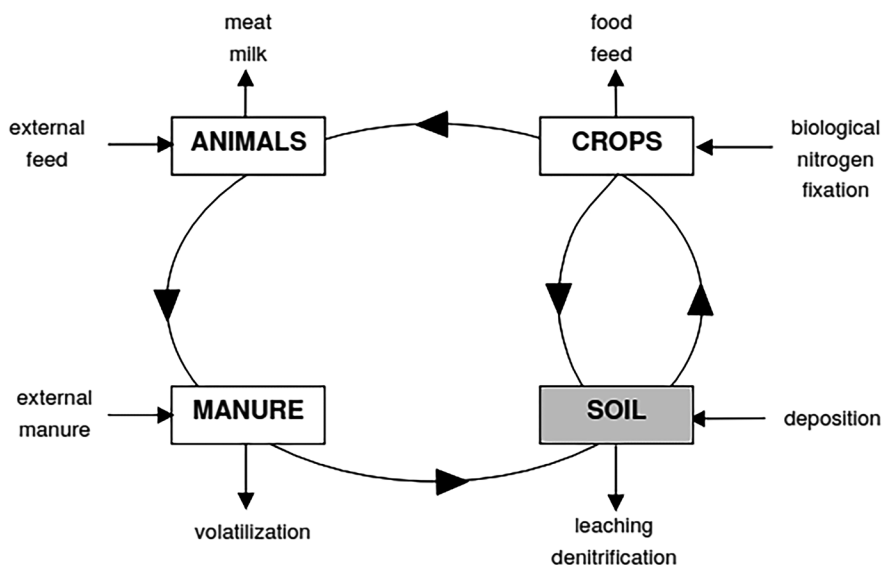 meat
milk
food
feed
external
feed
ANIMALS
CROPS
biological
nitrogen
fixation
external
manure
MANURE
SOIL
deposition
volatilization
leaching
denitrification